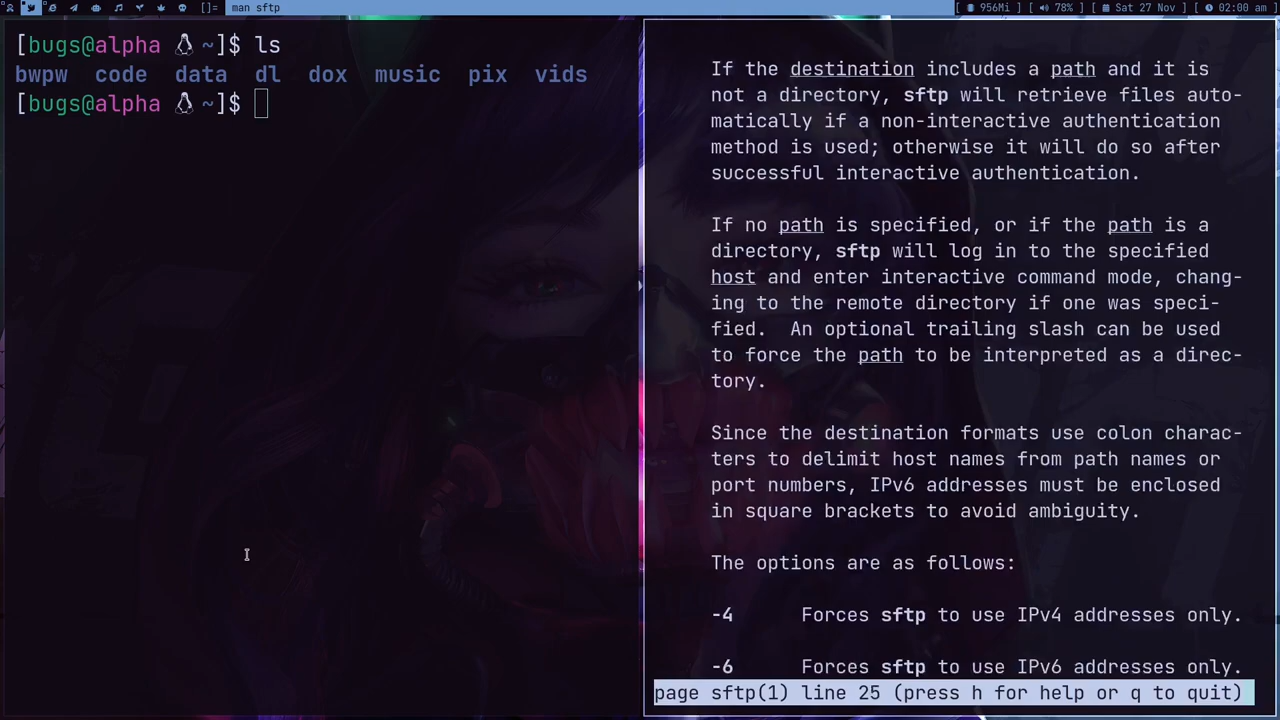 []= man sftp 956Mi 78% Sat 27 Nov 02:00 am
[bugs@alpha ~]$ ls
bwpw code data dl dox music pix vids
[bugs@alpha ~]$
If the destination includes a path and it is
not a directory, sftp will retrieve files auto-
matically if a non-interactive authentication
method is used; otherwise it will do so after
successful interactive authentication.
If no path is specified, or if the path is a
directory, sftp will log in to the specified
host and enter interactive command mode, chang-
ing to the remote directory if one was speci-
fied. An optional trailing slash can be used
to force the path to be interpreted as a direc-
tory.
Since the destination formats use colon charac-
ters to delimit host names from path names or
port numbers, IPv6 addresses must be enclosed
in square brackets to avoid ambiguity.
The options are as follows:
-4 Forces sftp to use IPv4 addresses only.
-6 Forces sftp to use IPv6 addresses only.
page sftp(1) line 25 (press h for help or q to quit)